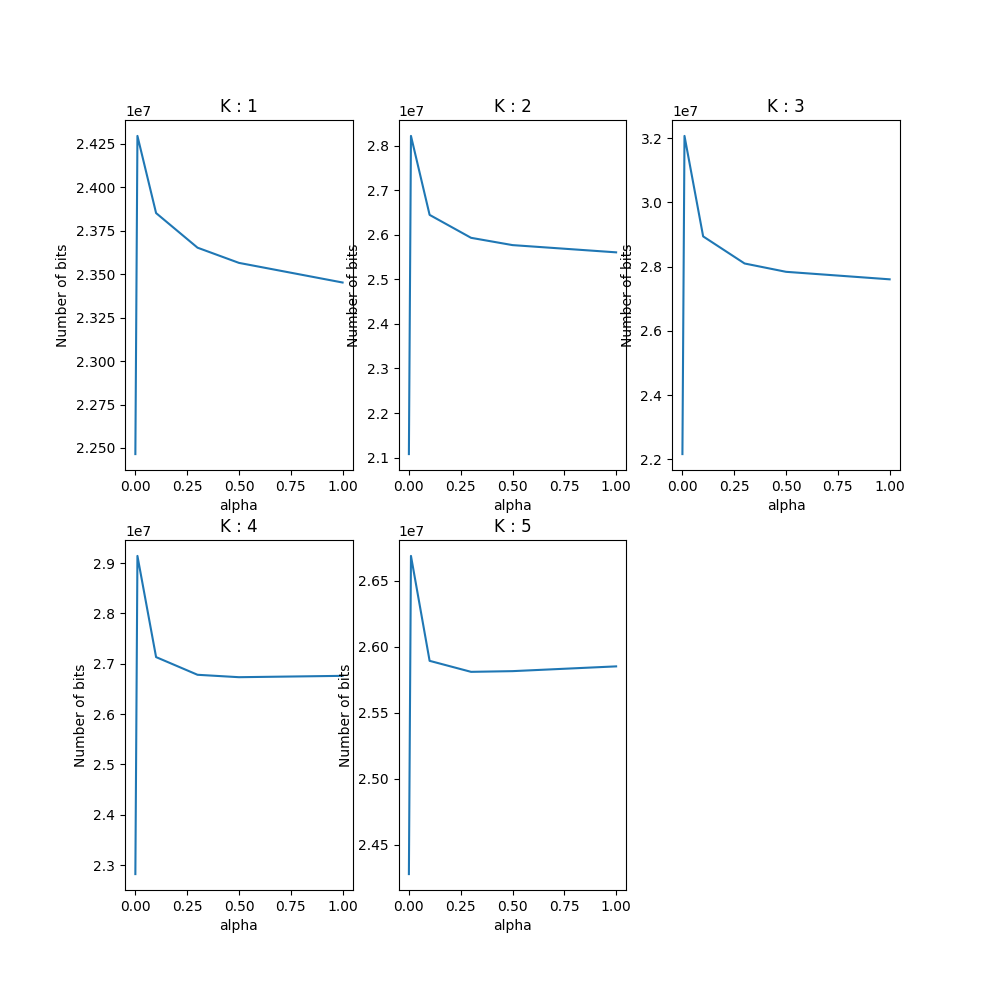 K : 1
1e7
Number of bits
2.425
2.400
2.375
2.350
2.325
2.300
2.275
2.250
0.00 0.25 0.50 0.75 1.00
alpha
K : 2
1e7
Number of bits
2.8
2.7
2.6
2.5
2.4
2.3
2.2
2.1
0.00 0.25 0.50 0.75 1.00
alpha
K : 3
1e7
Number of bits
3.2
3.0
2.8
2.6
2.4
2.2
0.00 0.25 0.50 0.75 1.00
alpha
K : 4
1e7
Number of bits
2.9
2.8
2.7
2.6
2.5
2.4
2.3
0.00 0.25 0.50 0.75 1.00
alpha
K : 5
1e7
Number of bits
2.65
2.60
2.55
2.50
2.45
0.00 0.25 0.50 0.75 1.00
alpha